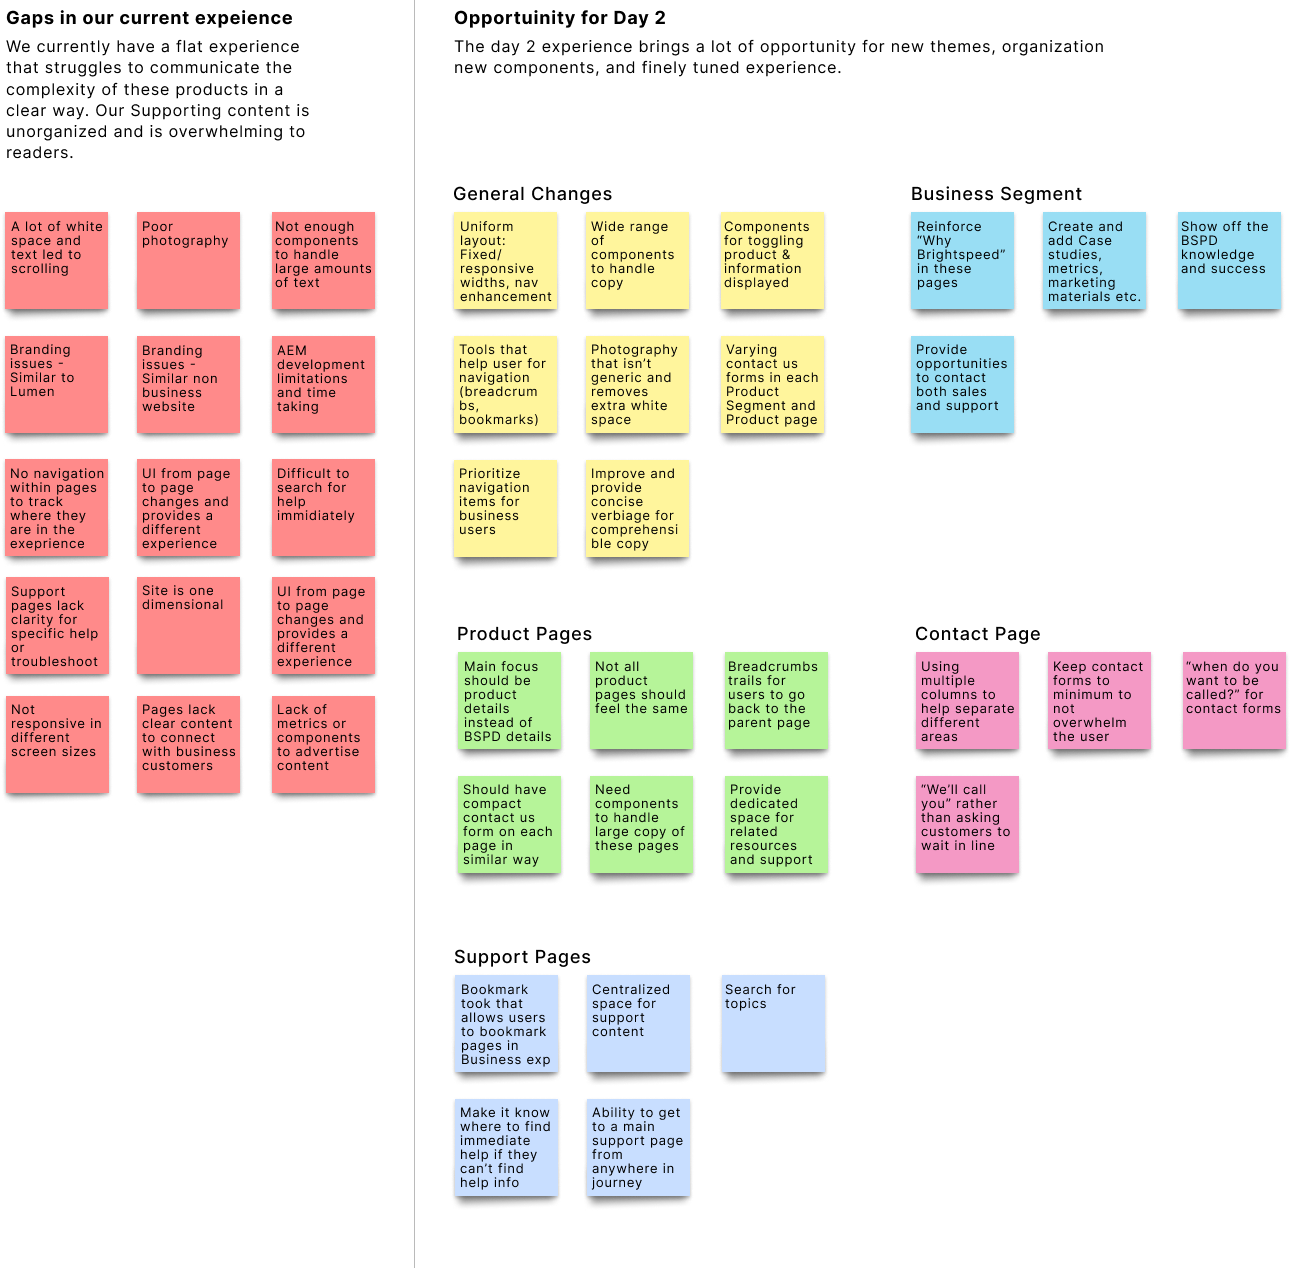 Gaps in our current expeience
We currently have a flat experience
that struggles to communicate the
complexity of these products in a
clear way. Our Supporting content is
unorganized and is overwhelming to
readers.
A lot of white
space and
text led to
scrolling
Poor
photography
Not enough
components
to handle
large amounts
of text
Branding
issues -
Similar to
Lumen
Branding
issues -
Similar non
business
website
AEM
development
limitations
and time
taking
No navigation
within pages
to track
where they
are in the
exeprience
UI from page
to page
changes and
provides a
different
experience
Difficult to
search for
help
immidiately
Support
pages lack
clarity for
specific help
or
troubleshoot
Site is one
dimensional
UI from page
to page
changes and
provides a
different
experience
Not
responsive in
different
screen sizes
Pages lack
clear content
to connect
with business
customers
Lack of
metrics or
components
to advertise
content
Opportuinity for Day 2
The day 2 experience brings a lot of opportunity for new themes, organization
new components, and finely tuned experience.
General Changes
Uniform
layout:
Fixed/
responsive
widths, nav
enhancement
Wide range
of
components
to handle
copy
Components
for toggling
product &
information
displayed
Tools that
help user for
navigation
(breadcrum
bs,
bookmarks)
Photography
that isn’t
generic and
removes
extra white
space
Varying
contact us
forms in each
Product
Segment and
Product page
Prioritize
navigation
items for
business
users
Improve and
provide
concise
verbiage for
comprehensi
ble copy
Business Segment
Reinforce
“Why
Brightspeed”
in these
pages
Create and
add Case
studies,
metrics,
marketing
materials etc.
Show off the
BSPD
knowledge
and success
Provide
opportunities
to contact
both sales
and support
Product Pages
Main focus
should be
product
details
instead of
BSPD details
Not all
product
pages should
feel the same
Breadcrumbs
trails for
users to go
back to the
parent page
Should have
compact
contact us
form on each
page in
similar way
Need
components
to handle
large copy of
these pages
Provide
dedicated
space for
related
resources
and support
Contact Page
Using
multiple
columns to
help separate
different
areas
Keep contact
forms to
minimum to
not
overwhelm
the user
“when do you
want to be
called?” for
contact forms
“We’ll call
you” rather
than asking
customers to
wait in line
Support Pages
Bookmark
took that
allows users
to bookmark
pages in
Business exp
Centralized
space for
support
content
Search for
topics
Make it know
where to find
immediate
help if they
can’t find
help info
Ability to get
to a main
support page
from
anywhere in
journey